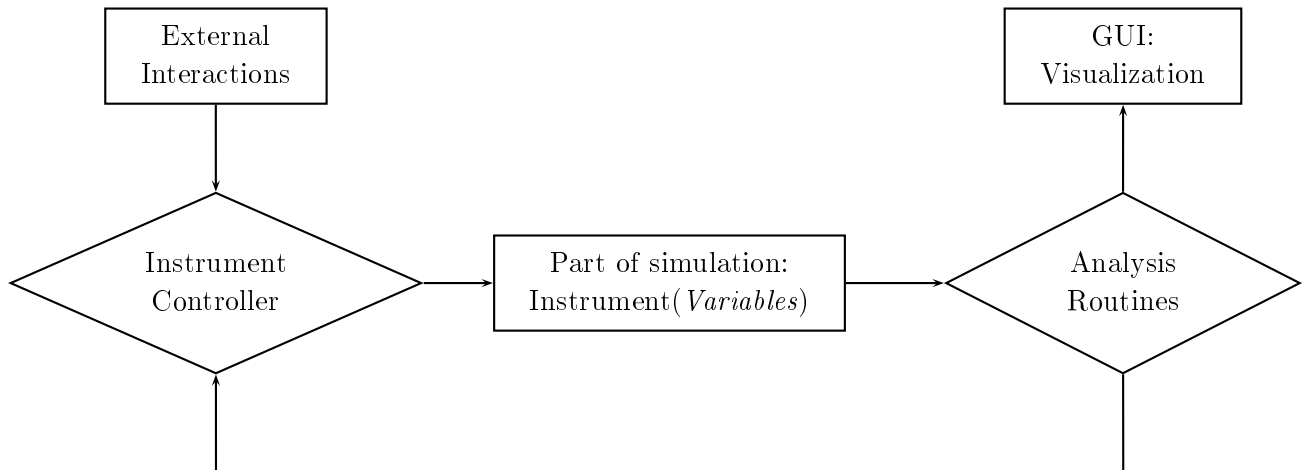 External
Interactions
GUI:
Visualization
Instrument
Controller
Part of simulation:
Instrument(Variables)
Analysis
Routines